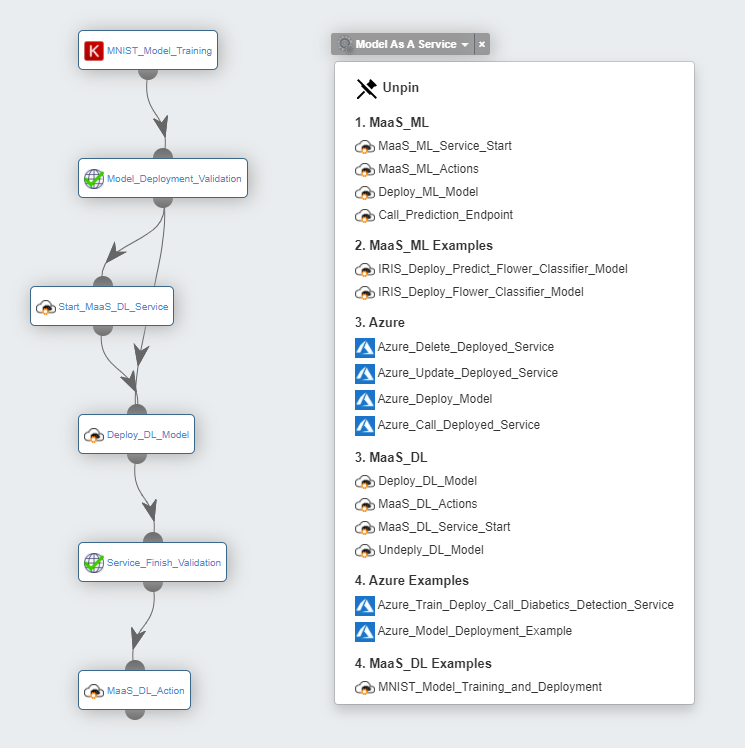 MNIST_Model_Training
Model_Deployment_Validation
Start_MaaS_DL_Service
Deploy_DL_Model
Service_Finish_Validation
MaaS_DL_Action
Model As A Service
Unpin
1. MaaS_ML
MaaS_ML_Service_Start
MaaS_ML_Actions
Deploy_ML_Model
Call_Prediction_Endpoint
2. MaaS_ML Examples
IRIS_Deploy_Predict_Flower_Classifier_Model
IRIS_Deploy_Flower_Classifier_Model
3. Azure
Azure_Delete_Deployed_Service
Azure_Update_Deployed_Service
Azure_Deploy_Model
Azure_Call_Deployed_Service
3. MaaS_DL
Deploy_DL_Model
MaaS_DL_Actions
MaaS_DL_Service_Start
Undeply_DL_Model
4. Azure Examples
Azure_Train_Deploy_Call_Diabetics_Detection_Service
Azure_Model_Deployment_Example
4. MaaS_DL Examples
MNIST_Model_Training_and_Deployment